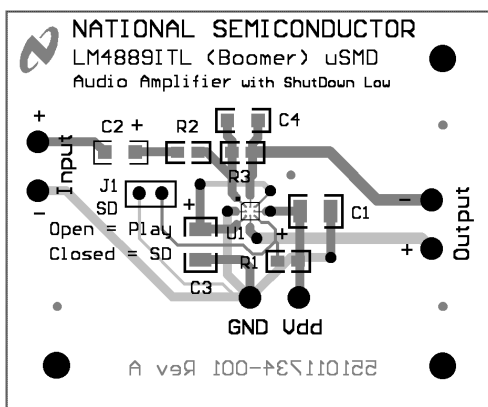 NATIONAL SEMICONDUCTOR
LM4889ITL (Boomer) uSMD
Audio Amplifier with ShutDown Low
+
C2 +
R2
C4
Input
R3
J1
SD
+
-
-
C1
Open = Play
U1
+
+
Output
Closed = SD
R1
C3
GND Vdd
551011734-001 Rev A